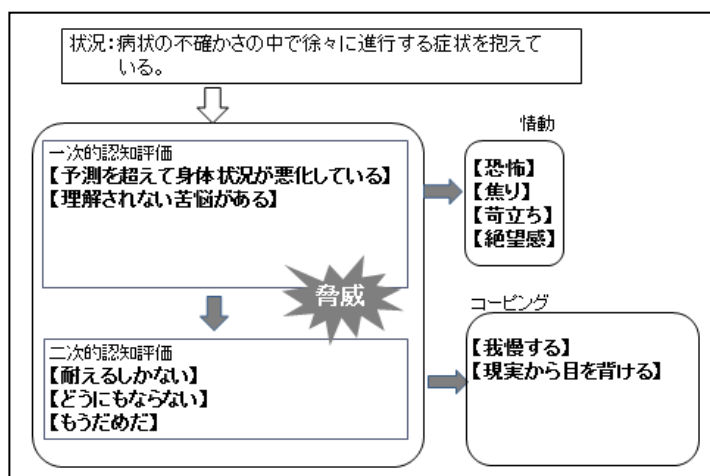 状況：病状の不確かさの中で徐々に進行する症状を抱えて
いる。
一次的認知評価
【予測を超えて身体状況が悪化している】
【理解されない苦悩がある】
脅威
二次的認知評価
【耐えるしかない】
【どうにもならない】
【もうだめだ】
情動
【恐怖】
【焦り】
【苛立ち】
【絶望感】
コーピング
【我慢する】
【現実から目を背ける】